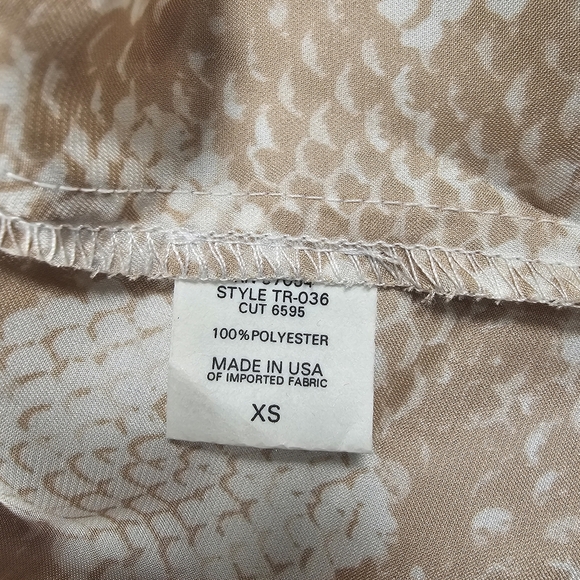 STYLE TR-036
CUT 6595
100%POLYESTER
MADE IN USA
OF IMPORTED FABRIC
XS